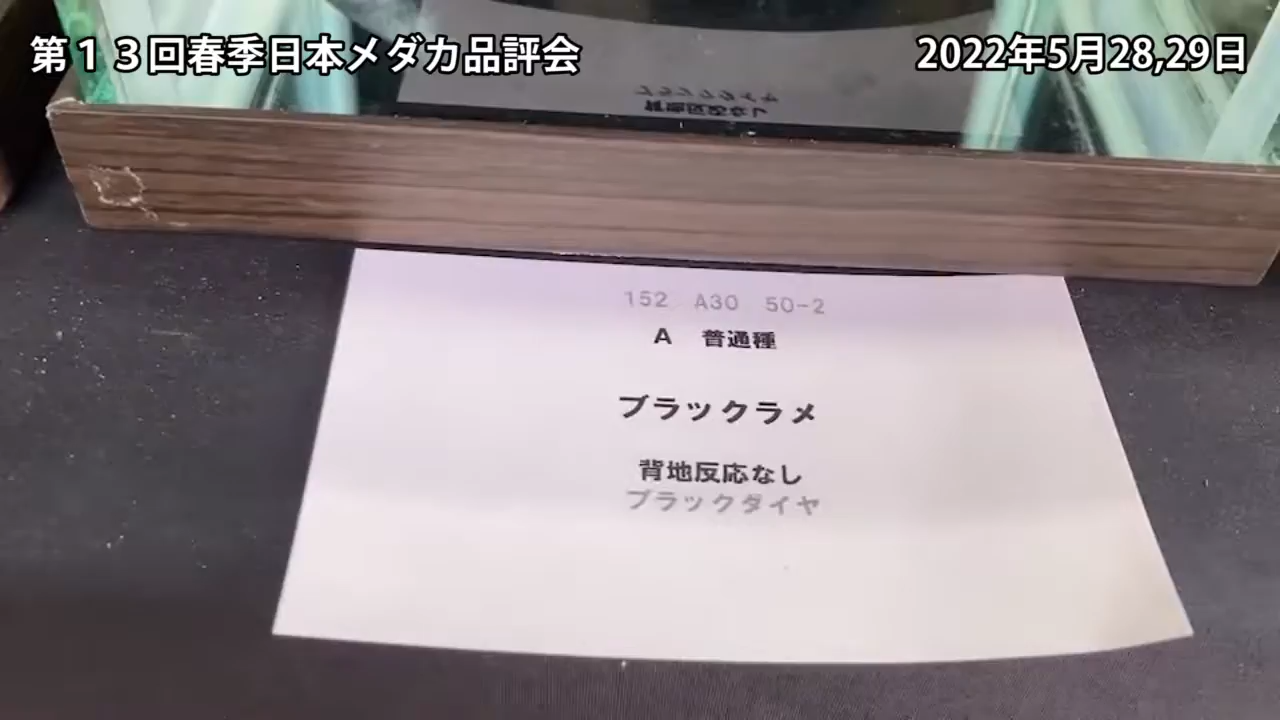 第１３回春季日本メダカ品評会
2022年5月28,29日
152 A30 50-2
A 普通種
ブラックラメ
背地反応なし
ブラックダイヤ